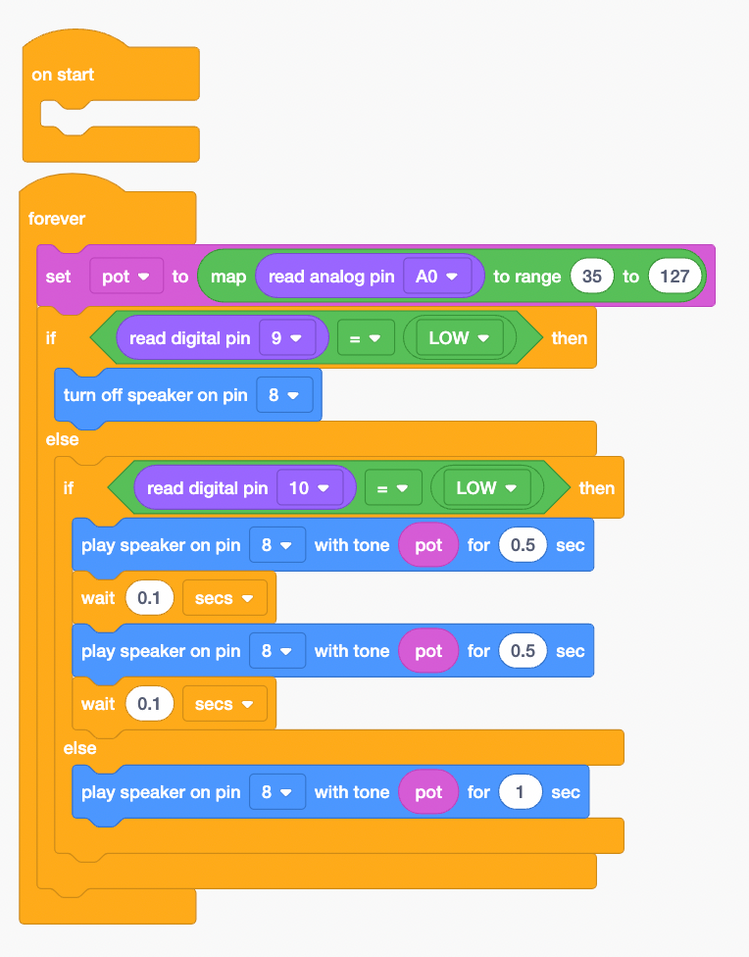 on start
forever
set pot to map read analog pin A0 to range 35 to 127
if read digital pin 9 = LOW then
turn off speaker on pin 8
else
if read digital pin 10 = LOW then
play speaker on pin 8 with tone pot for 0.5 sec
wait 0.1 secs
play speaker on pin 8 with tone pot for 0.5 sec
wait 0.1 secs
else
play speaker on pin 8 with tone pot for 1 sec